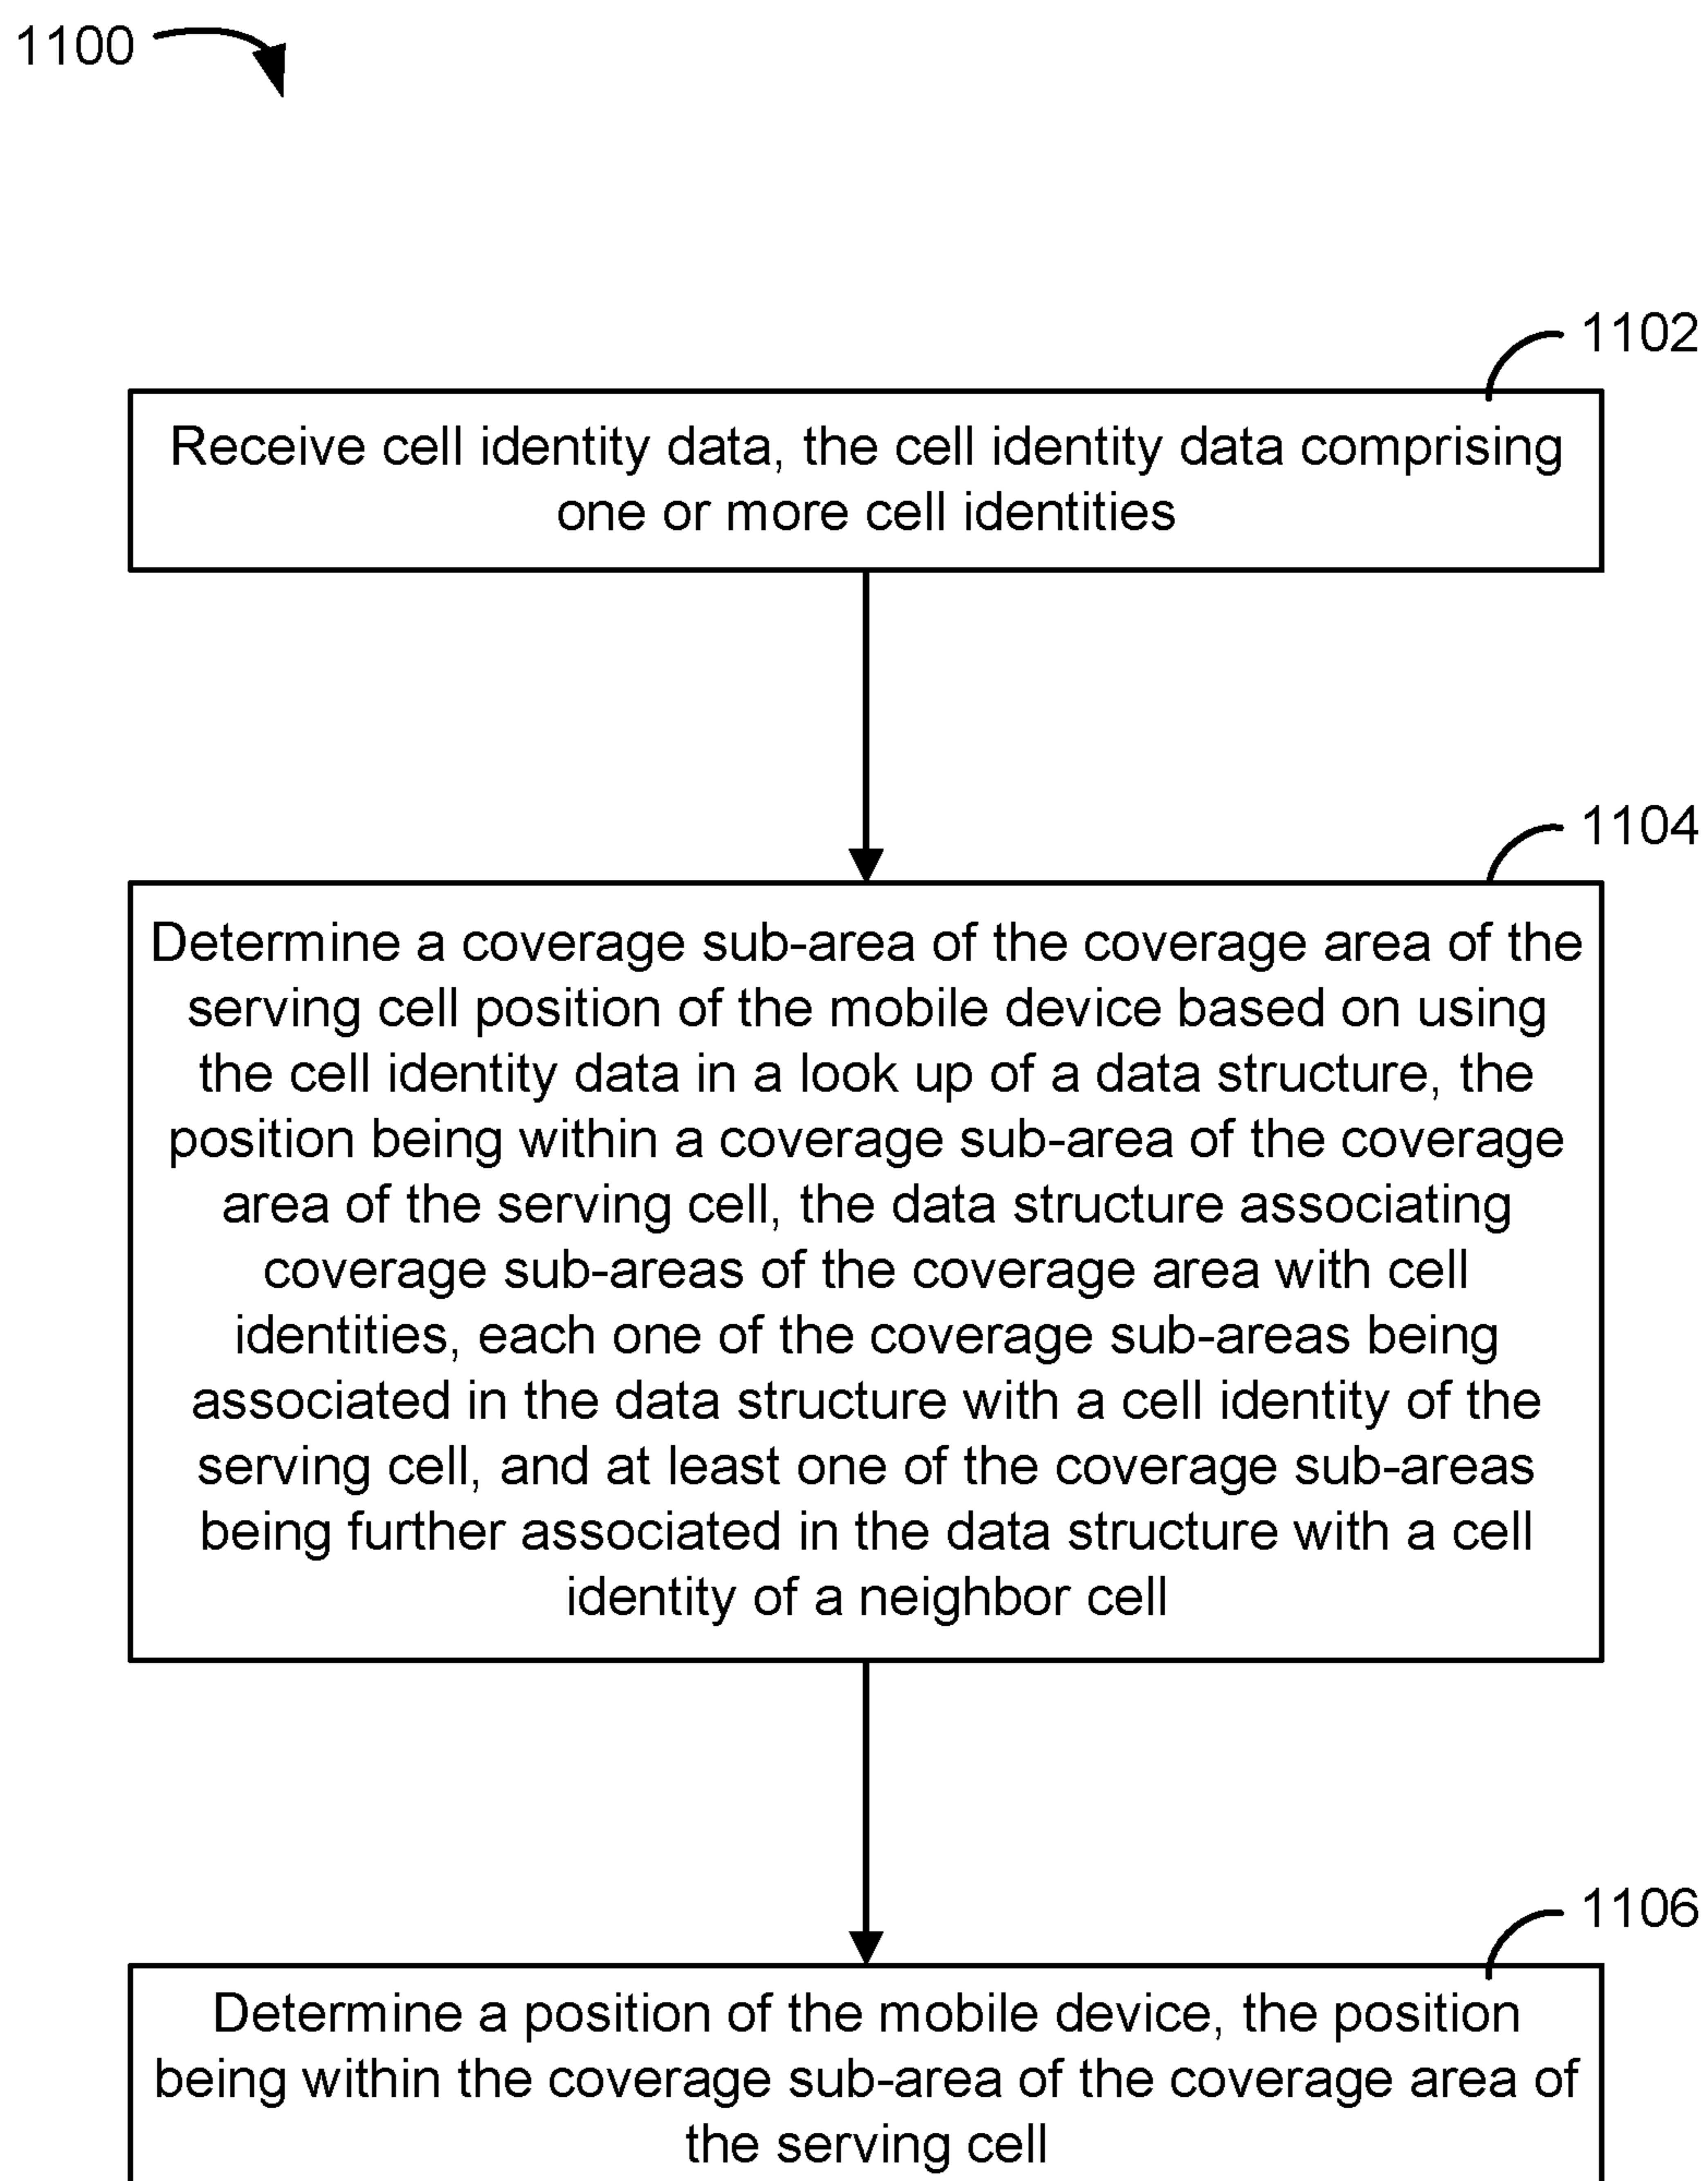 1100
1102
Receive cell identity data, the cell identity data comprising
one or more cell identities
1104
Determine a coverage sub-area of the coverage area of the
serving cell position of the mobile device based on using
the cell identity data in a look up of a data structure, the
position being within a coverage sub-area of the coverage
area of the serving cell, the data structure associating
coverage sub-areas of the coverage area with cell
identities, each one of the coverage sub-areas being
associated in the data structure with a cell identity of the
serving cell, and at least one of the coverage sub-areas
being further associated in the data structure with a cell
identity of a neighbor cell
1106
Determine a position of the mobile device, the position
being within the coverage sub-area of the coverage area of
the serving cell